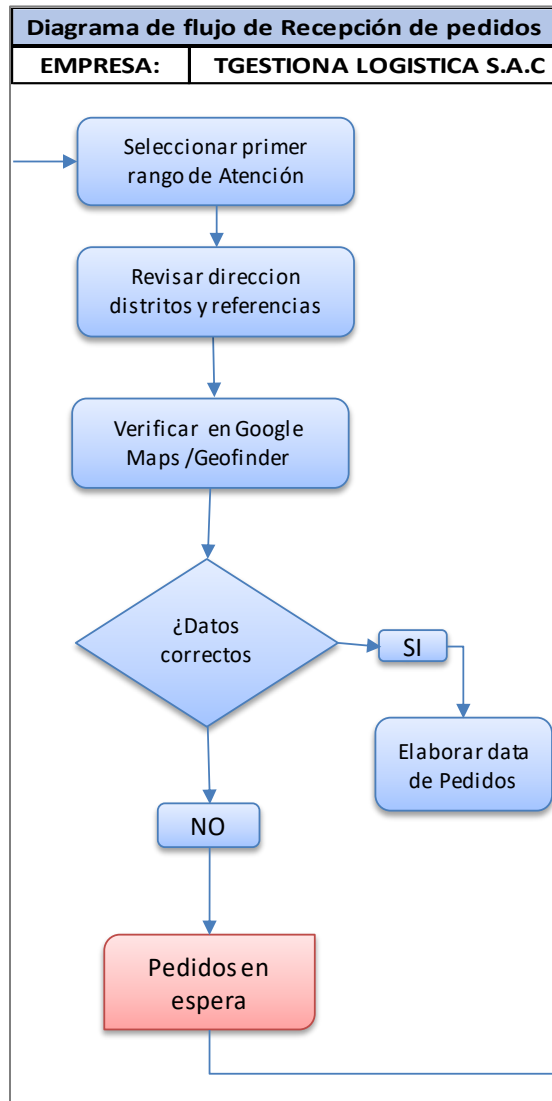 Diagrama de flujo de Recepción de pedidos
EMPRESA: TGESTIONA LOGISTICA S.A.C
Seleccionar primer
rango de Atención
Revisar direccion
distritos y referencias
Verificar en Google
Maps /Geofinder
¿Datos
correctos
SI
Elaborar data
de Pedidos
NO
Pedidos en
espera